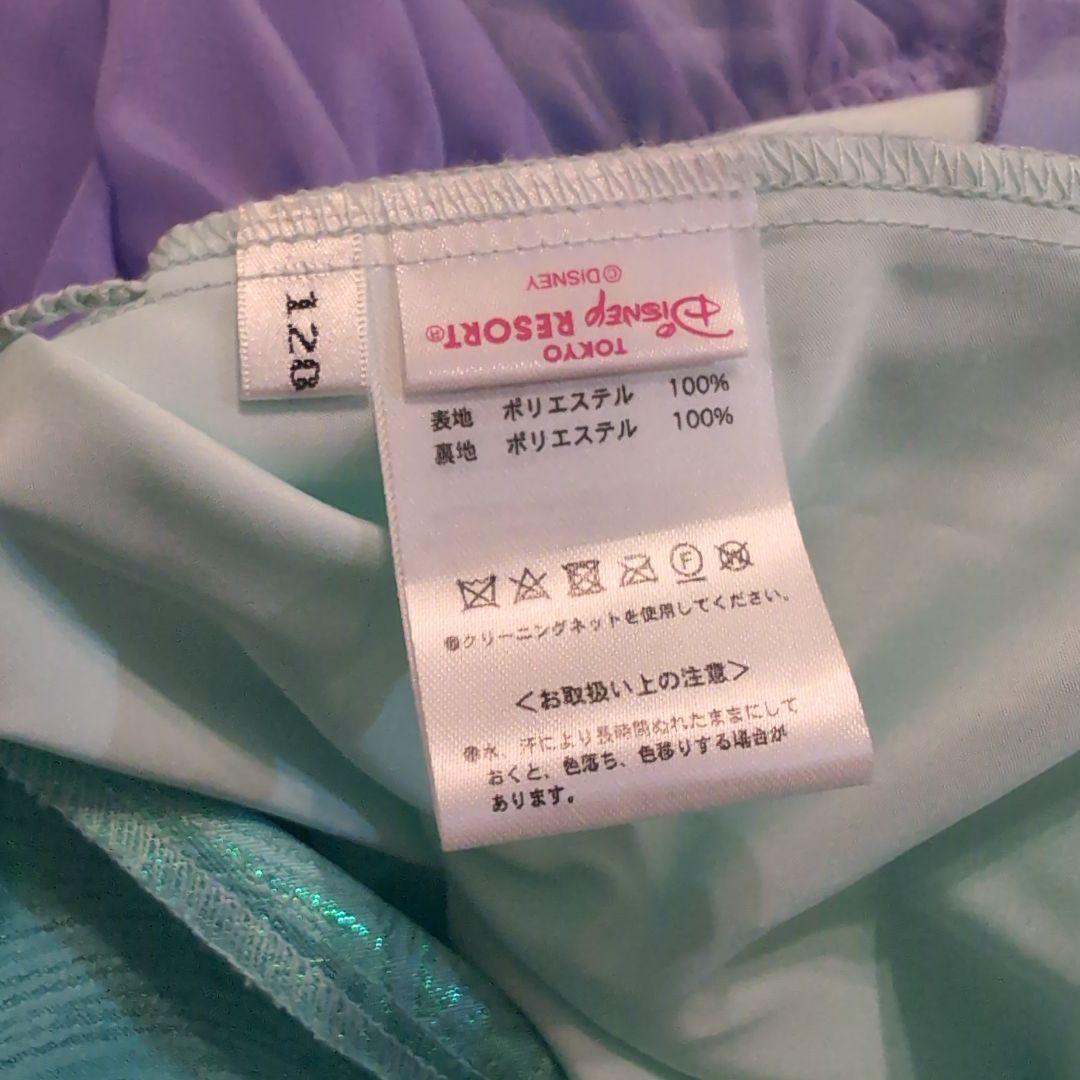 120
TOKYO
DISNEY RESORT®
©DISNEY
表地 ポリエステル 100%
裏地 ポリエステル 100%
F
W
クリーニングネットを使用してください。
<お取扱い上の注意>
水、汗により長時間ぬれたままにして
おくと、色落ち、色移りする場合が
あります。